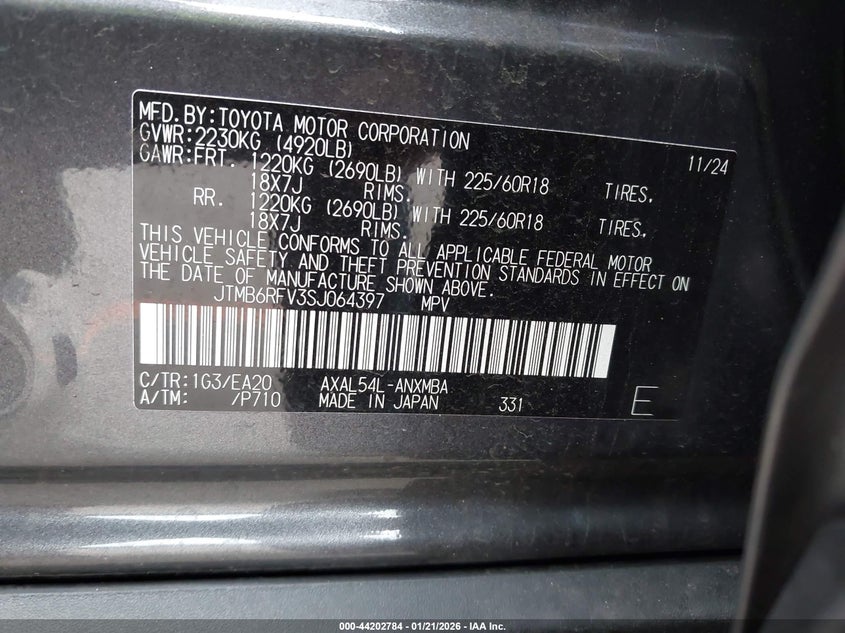 MFD.BY:TOYOTA MOTOR CORPORATION 11/24
GVWR:2230KG (4920LB)
GAWR:FRT. 1220KG (2690LB) WITH 225/60R18 TIRES,
18X7J RIMS.
RR. 1220KG (2690LB) WITH 225/60R18 TIRES,
18X7J RIMS.
THIS VEHICLE CONFORMS TO ALL APPLICABLE FEDERAL MOTOR
VEHICLE SAFETY AND THEFT PREVENTION STANDARDS IN EFFECT ON
THE DATE OF MANUFACTURE SHOWN ABOVE.
JTMB6RFV3SJ064397 MPV
C/TR:1G3/EA20 AXAL54L-ANXMBA
A/TM: /P710 MADE IN JAPAN 331 E
000-44202784 - 01/21/2026 - IAA Inc.